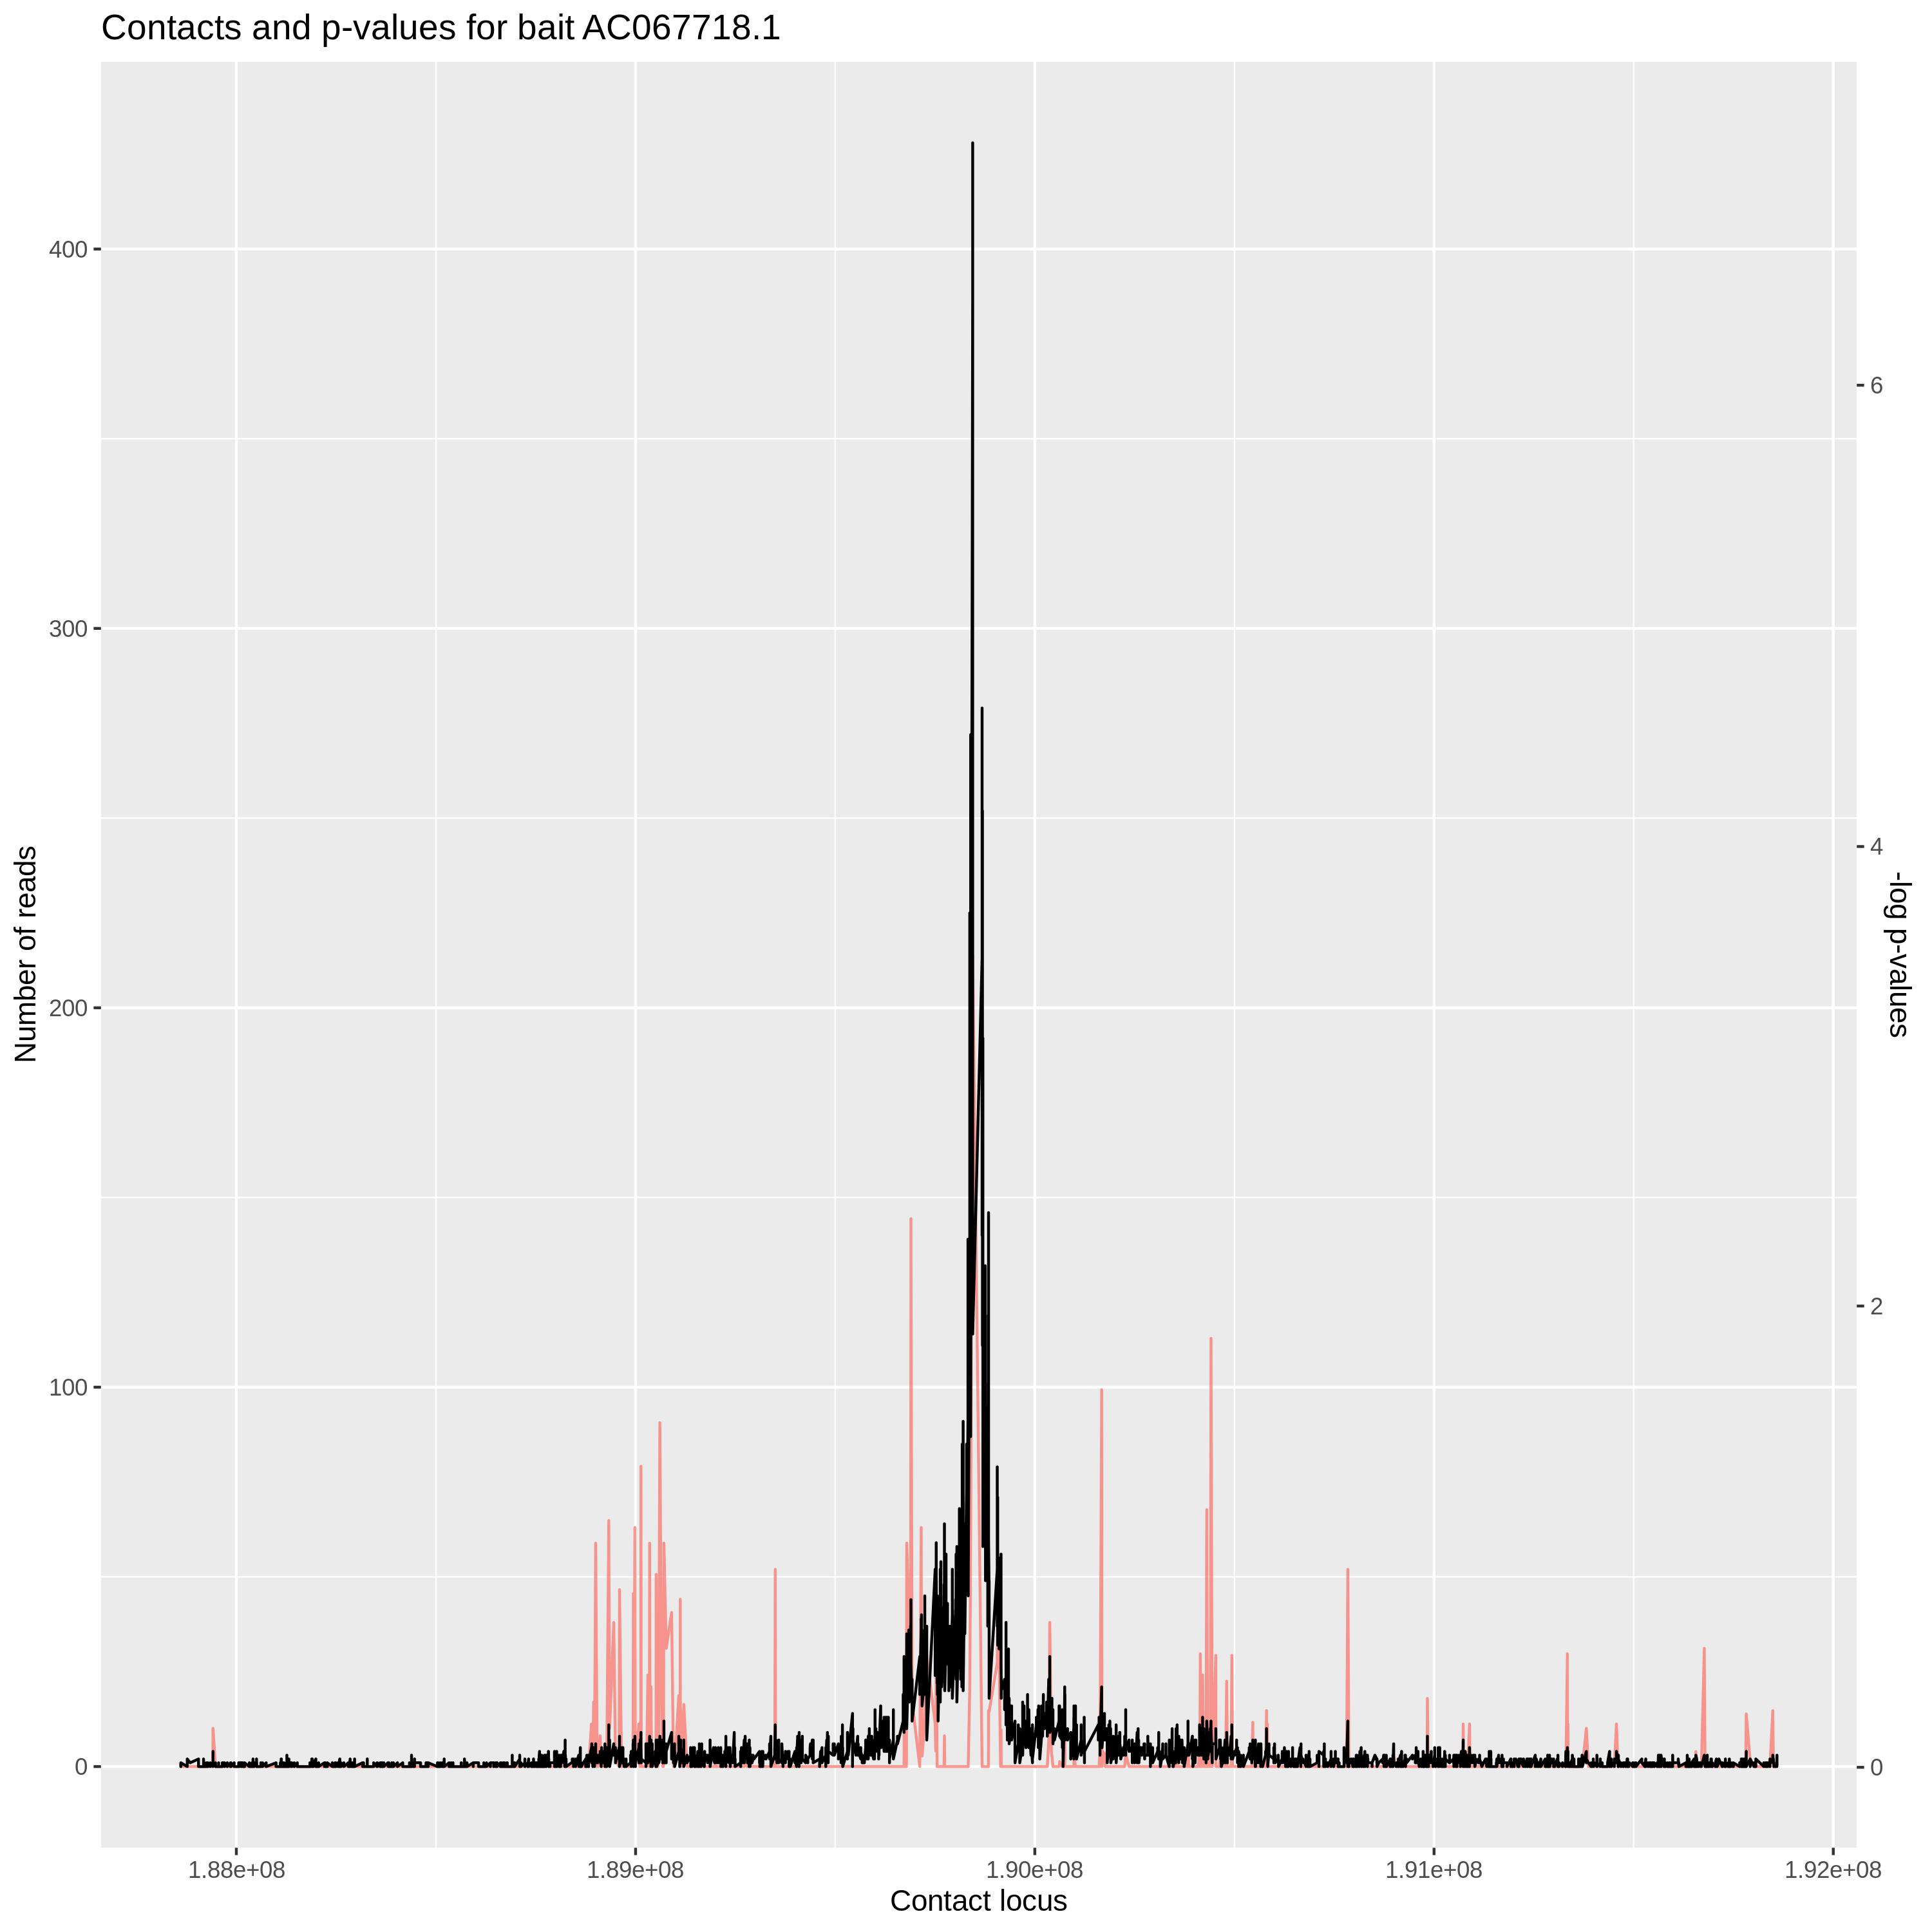 Contacts and p-values for bait AC067718.1
400
300
200
100
0
6
4
2
0
Number of reads
-log p-values
1.88e+08 1.89e+08 1.90e+08 1.91e+08 1.92e+08
Contact locus